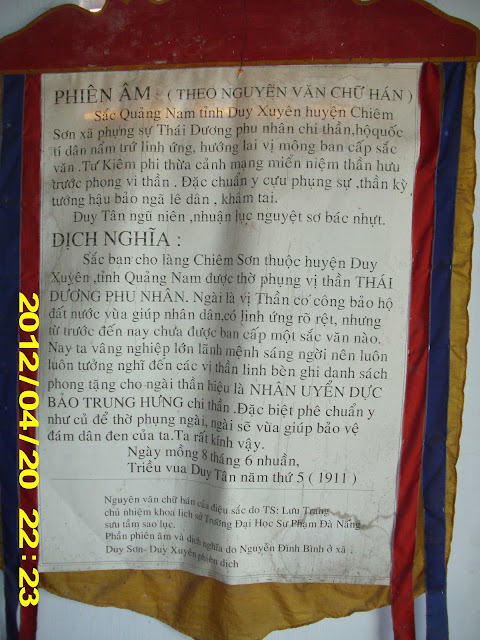 PHIÊN ÂM : ( THEO NGUYÊN VĂN CHỮ HÁN )
Sắc Quảng Nam tỉnh Duy Xuyên huyện Chiêm
Sơn xã phụng sự Thái Dương phu nhân chi thần,hộ quốc
tí dân nẩm trứ linh ứng, hướng lai vị mông ban cấp sắc
văn .Tư Kiêm phi thừa cảnh mạng miến niệm thần hưu
trước phong vi thần . Đặc chuẩn y cựu phụng sự ,thần kỳ
tướng hậu bảo ngã lê dân , khâm tai.
Duy Tân ngũ niên ,nhuận lục nguyệt sơ bác nhựt.
DỊCH NGHĨA :
Sắc ban cho làng Chiêm Sơn thuộc huyện Duy
Xuyên ,tỉnh Quảng Nam được thờ phụng vị thần THÁI
DƯƠNG PHU NHÂN. Ngài là vị Thần có công bảo hộ
đất nước vùa giúp nhân dân,có linh ứng rõ rệt, nhưng
từ trước đến nay chưa được ban cấp một sắc văn nào.
Nay ta vâng nghiệp lớn lãnh mệnh sáng ngời nên luôn
luôn tưởng nghĩ đến các vị thần linh bèn ghi danh sách
phong tặng cho ngài thần hiệu là NHÂN UYỂN DỰC
BẢO TRUNG HƯNG chi thần .Đặc biệt phê chuẩn y
như củ để thờ phụng ngài, ngài sẽ vùa giúp bảo vệ
đám dân đen của ta.Ta rất kính vậy.
Ngày mồng 8 tháng 6 nhuần,
Triều vua Duy Tân năm thứ 5 ( 1911 )
Nguyên văn chữ hán của điệu sắc do TS: Lưu Trang
chủ nhiệm khoa lịch sử Trường Đại Học Sư Phạm Đà Nẵng
sưu tầm sao lục.
Phần phiên âm và dịch nghĩa do Nguyễn Đình Bình ở xã :
Duy Sơn- Duy Xuyên phiên dịch
2012/04/20 22:23